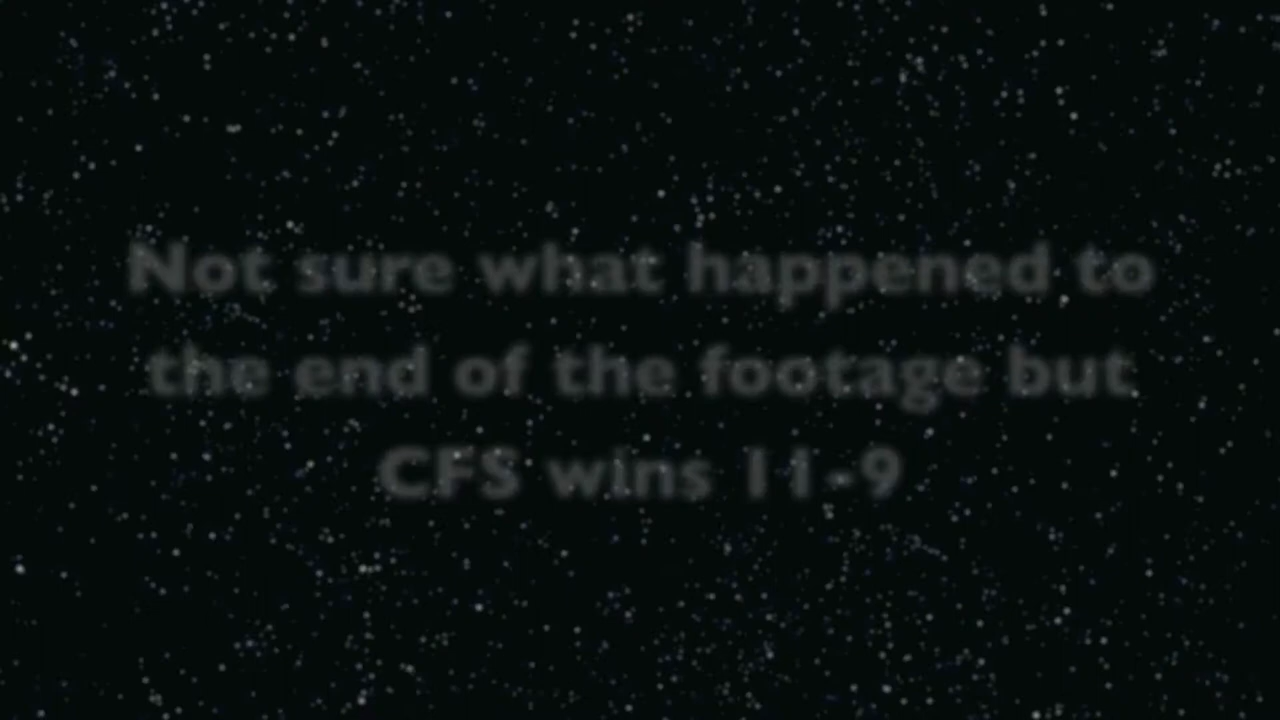 Not sure what happened to
the end of the footage but
CFS wins 11-9